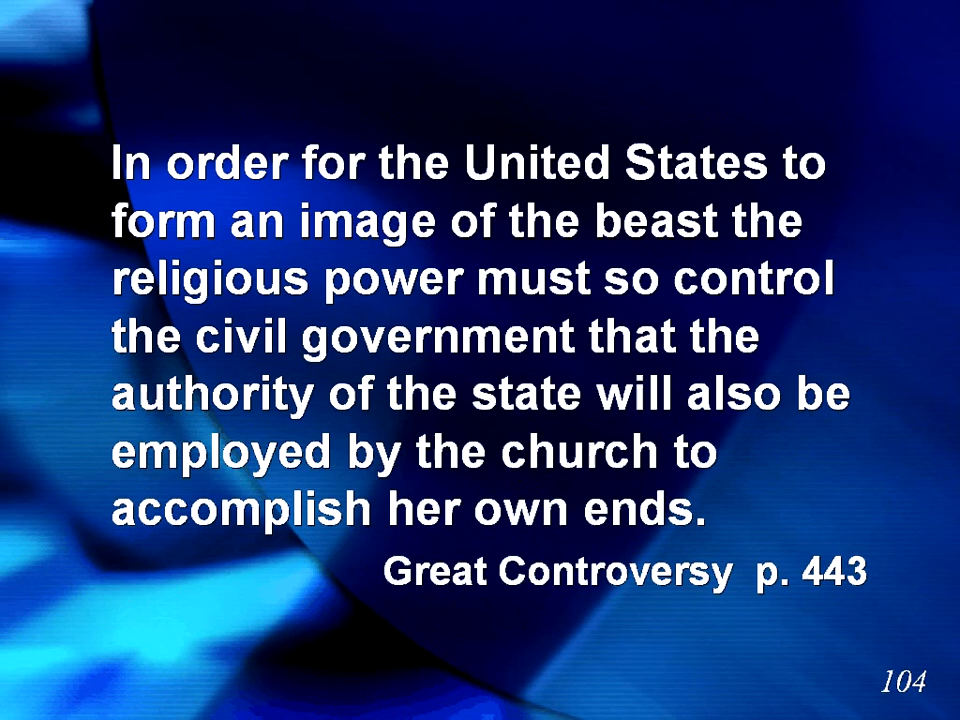 In order for the United States to
form an image of the beast the
religious power must so control
the civil government that the
authority of the state will also be
employed by the church to
accomplish her own ends.
Great Controversy  p. 443
104